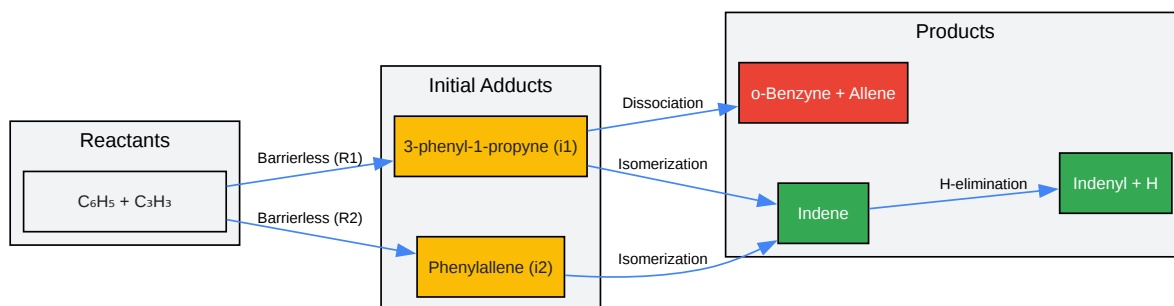 Reactants
C₆H₅ + C₃H₃
Barrierless (R1)
Barrierless (R2)
Initial Adducts
3-phenyl-1-propyne (i1)
Phenylallene (i2)
Dissociation
Isomerization
Isomerization
Products
o-Benzyne + Allene
Indene
H-elimination
Indenyl + H